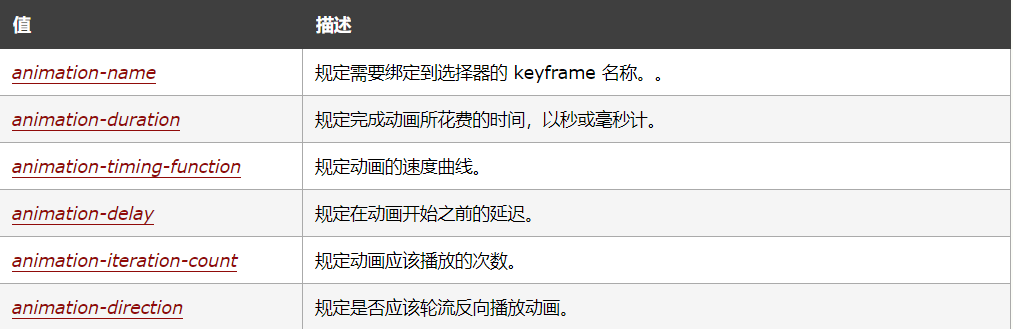 值 描述
animation-name 规定需要绑定到选择器的 keyframe 名称。。
animation-duration 规定完成动画所花费的时间，以秒或毫秒计。
animation-timing-function 规定动画的速度曲线。
animation-delay 规定在动画开始之前的延迟。
animation-iteration-count 规定动画应该播放的次数。
animation-direction 规定是否应该轮流反向播放动画。